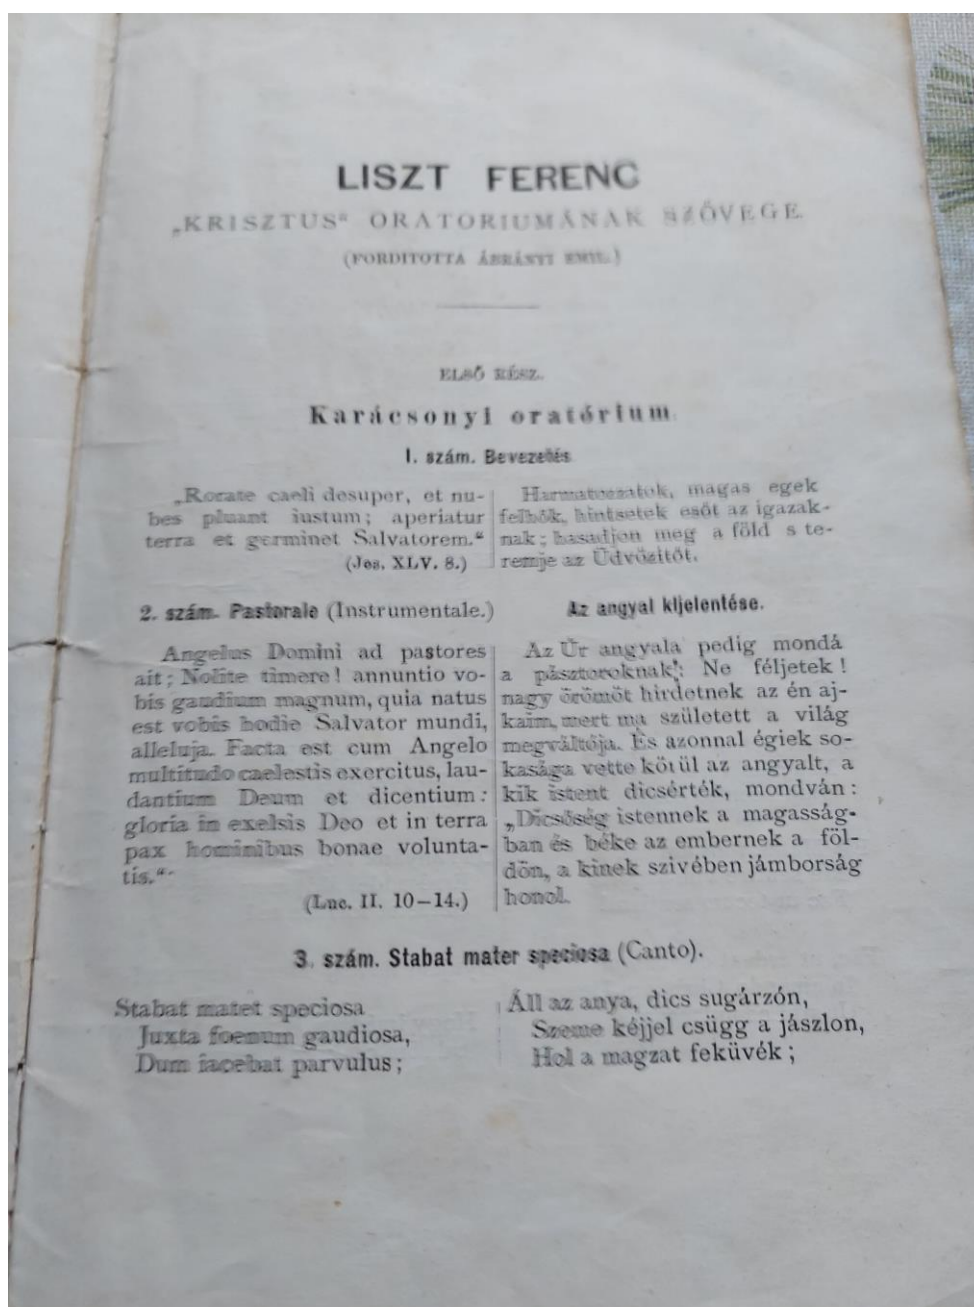 LISZT FERENC
„KRISZTUS“ ORATORIUMÁNAK SZÖVEGE
(FORDITOTTA ÁBRÁNYI EMIL.)
ELSŐ RÉSZ.
Karácsonyi oratórium.
1. szám. Bevezetés
„Rorate caeli desuper, et nu-
bes pluant iustum; aperiatur
terra et germinet Salvatorem.“
(Jes. XLV. 8.)
Harmatozzatok, magas egek
felhők, hintsetek esőt az igazak-
nak; hasadjon meg a föld s te-
remje az Üdvözítőt.
2. szám. Pastorale (Instrumentale.)
Angelus Domini ad pastores
ait; Nolite timere! annuntio vo-
bis gaudium magnum, quia natus
est vobis hodie Salvator mundi,
alleluja. Facta est cum Angelo
multitudo caelestis exercitus, lau-
dantium Deum et dicentium:
gloria in exelsis Deo et in terra
pax hominibus bonae volunta-
tis.“
(Luc. II. 10–14.)
Az angyal kijelentése.
Az Úr angyala pedig mondá
a pásztoroknak: Ne féljetek!
nagy örömöt hirdetnek az én aj-
kaim, mert ma született a világ
megváltója. És azonnal égiek so-
kasága vette kötül az angyalt, a
kik istent dicsérték, mondván:
„Dicsőség istennek a magasság-
ban és béke az embernek a föl-
dön, a kinek szivében jámborság
honol.
3. szám. Stabat mater speciosa (Canto).
Stabat matet speciosa
Juxta foenum gaudiosa,
Dum iacebat parvulus;
Áll az anya, dics sugárzón,
Szeme kéjjel csügg a jászlon,
Hol a magzat feküvék;